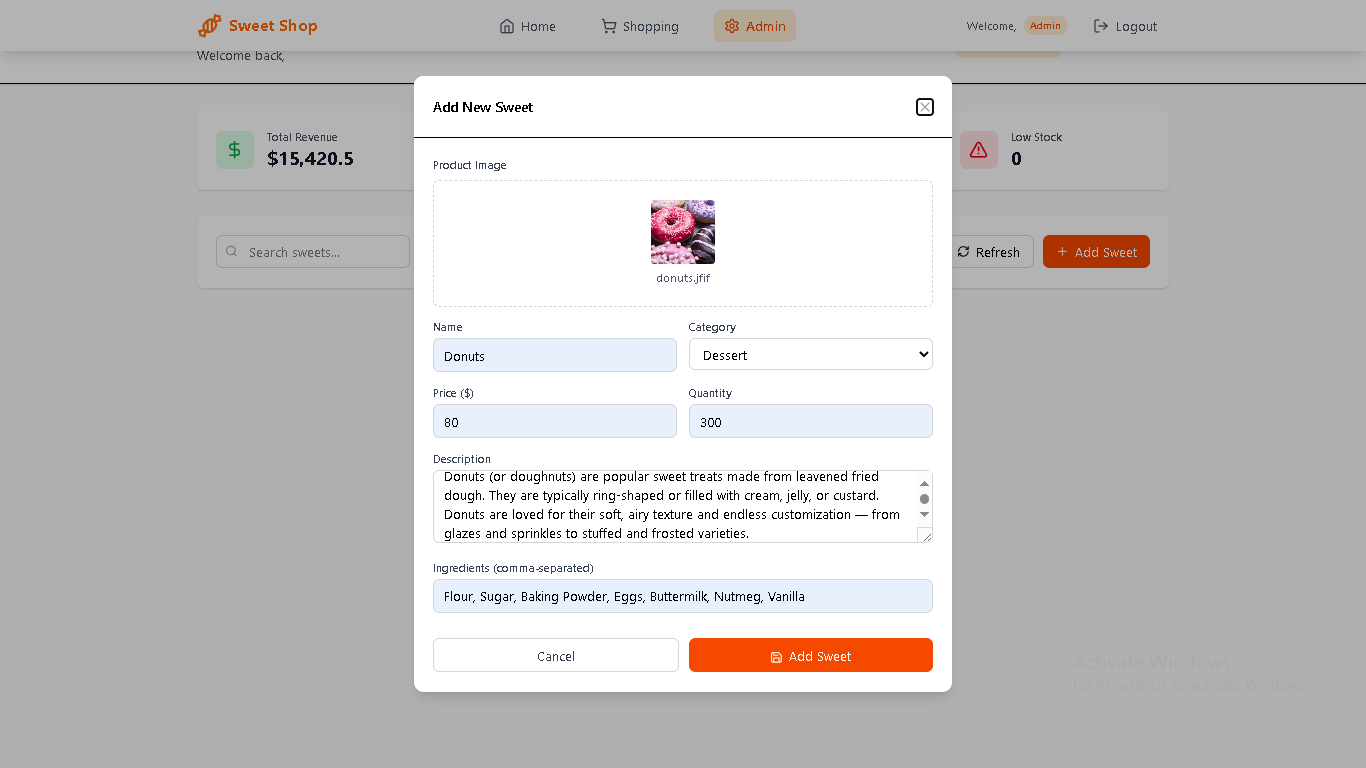 Sweet Shop
Home
Shopping
Admin
Welcome,
Admin
Logout
Welcome back,
Add New Sweet
Total Revenue
$15,420.5
Low Stock
0
Product Image
donuts.jfif
Search sweets...
Refresh
+ Add Sweet
Name
Category
Donuts
Dessert
Price ($)
Quantity
80
300
Description
Donuts (or doughnuts) are popular sweet treats made from leavened fried
dough. They are typically ring-shaped or filled with cream, jelly, or custard.
Donuts are loved for their soft, airy texture and endless customization — from
glazes and sprinkles to stuffed and frosted varieties.
Ingredients (comma-separated)
Flour, Sugar, Baking Powder, Eggs, Buttermilk, Nutmeg, Vanilla
Cancel
Add Sweet
Activate Windows
Go to Settings to activate Windows.